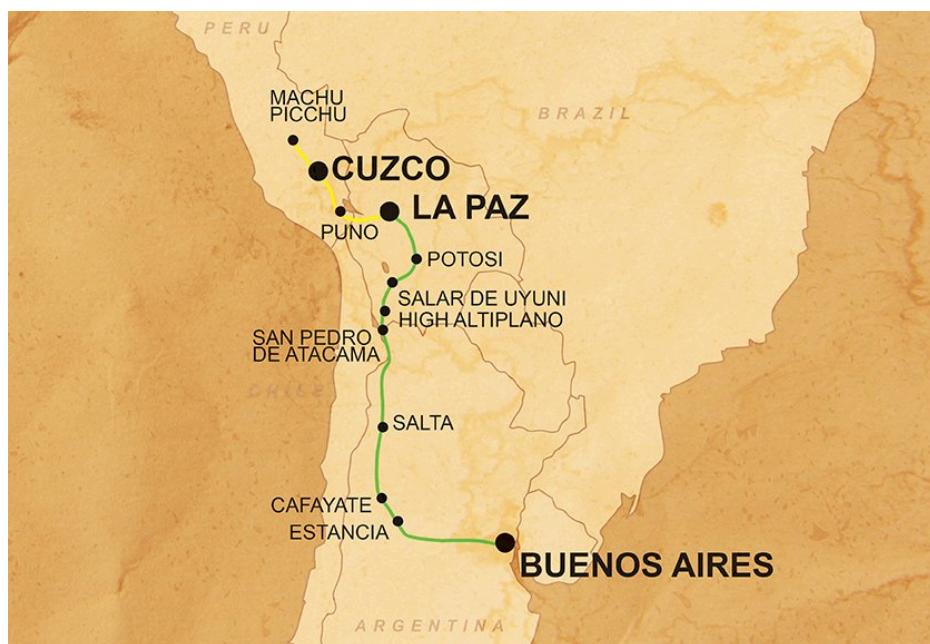 PERU
BRAZIL
MACHU
PICCHU
CUZCO
LA PAZ
PUNO
POTOSI
SALAR DE UYUNI
HIGH ALTIPLANO
SAN PEDRO
DE ATACAMA
CHILE
SALTA
CAFAYATE
ESTANCIA
BUENOS AIRES
ARGENTINA